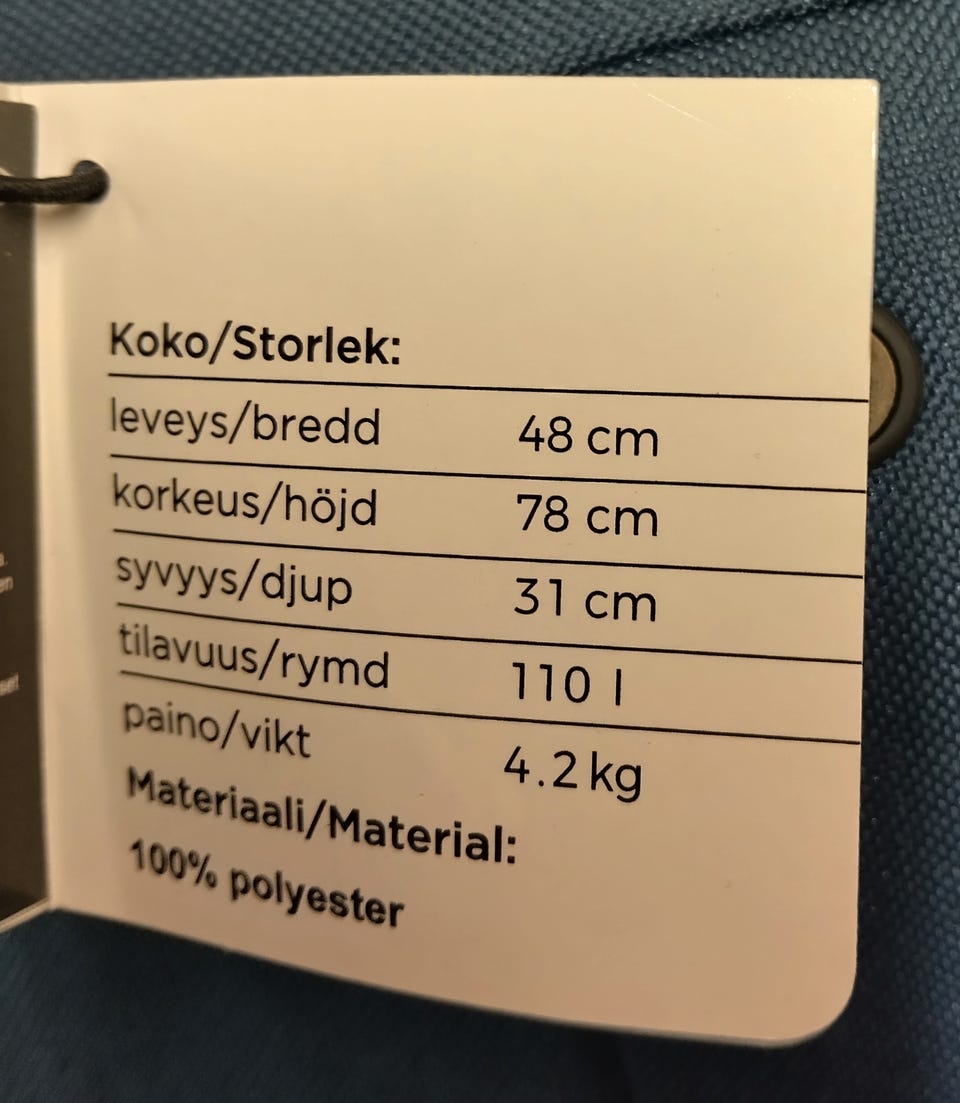 Koko/Storlek:
leveys/bredd 48 cm
korkeus/höjd 78 cm
syvyys/djup 31 cm
tilavuus/rymd 110 l
paino/vikt 4.2 kg
Materiaali/Material:
100% polyester